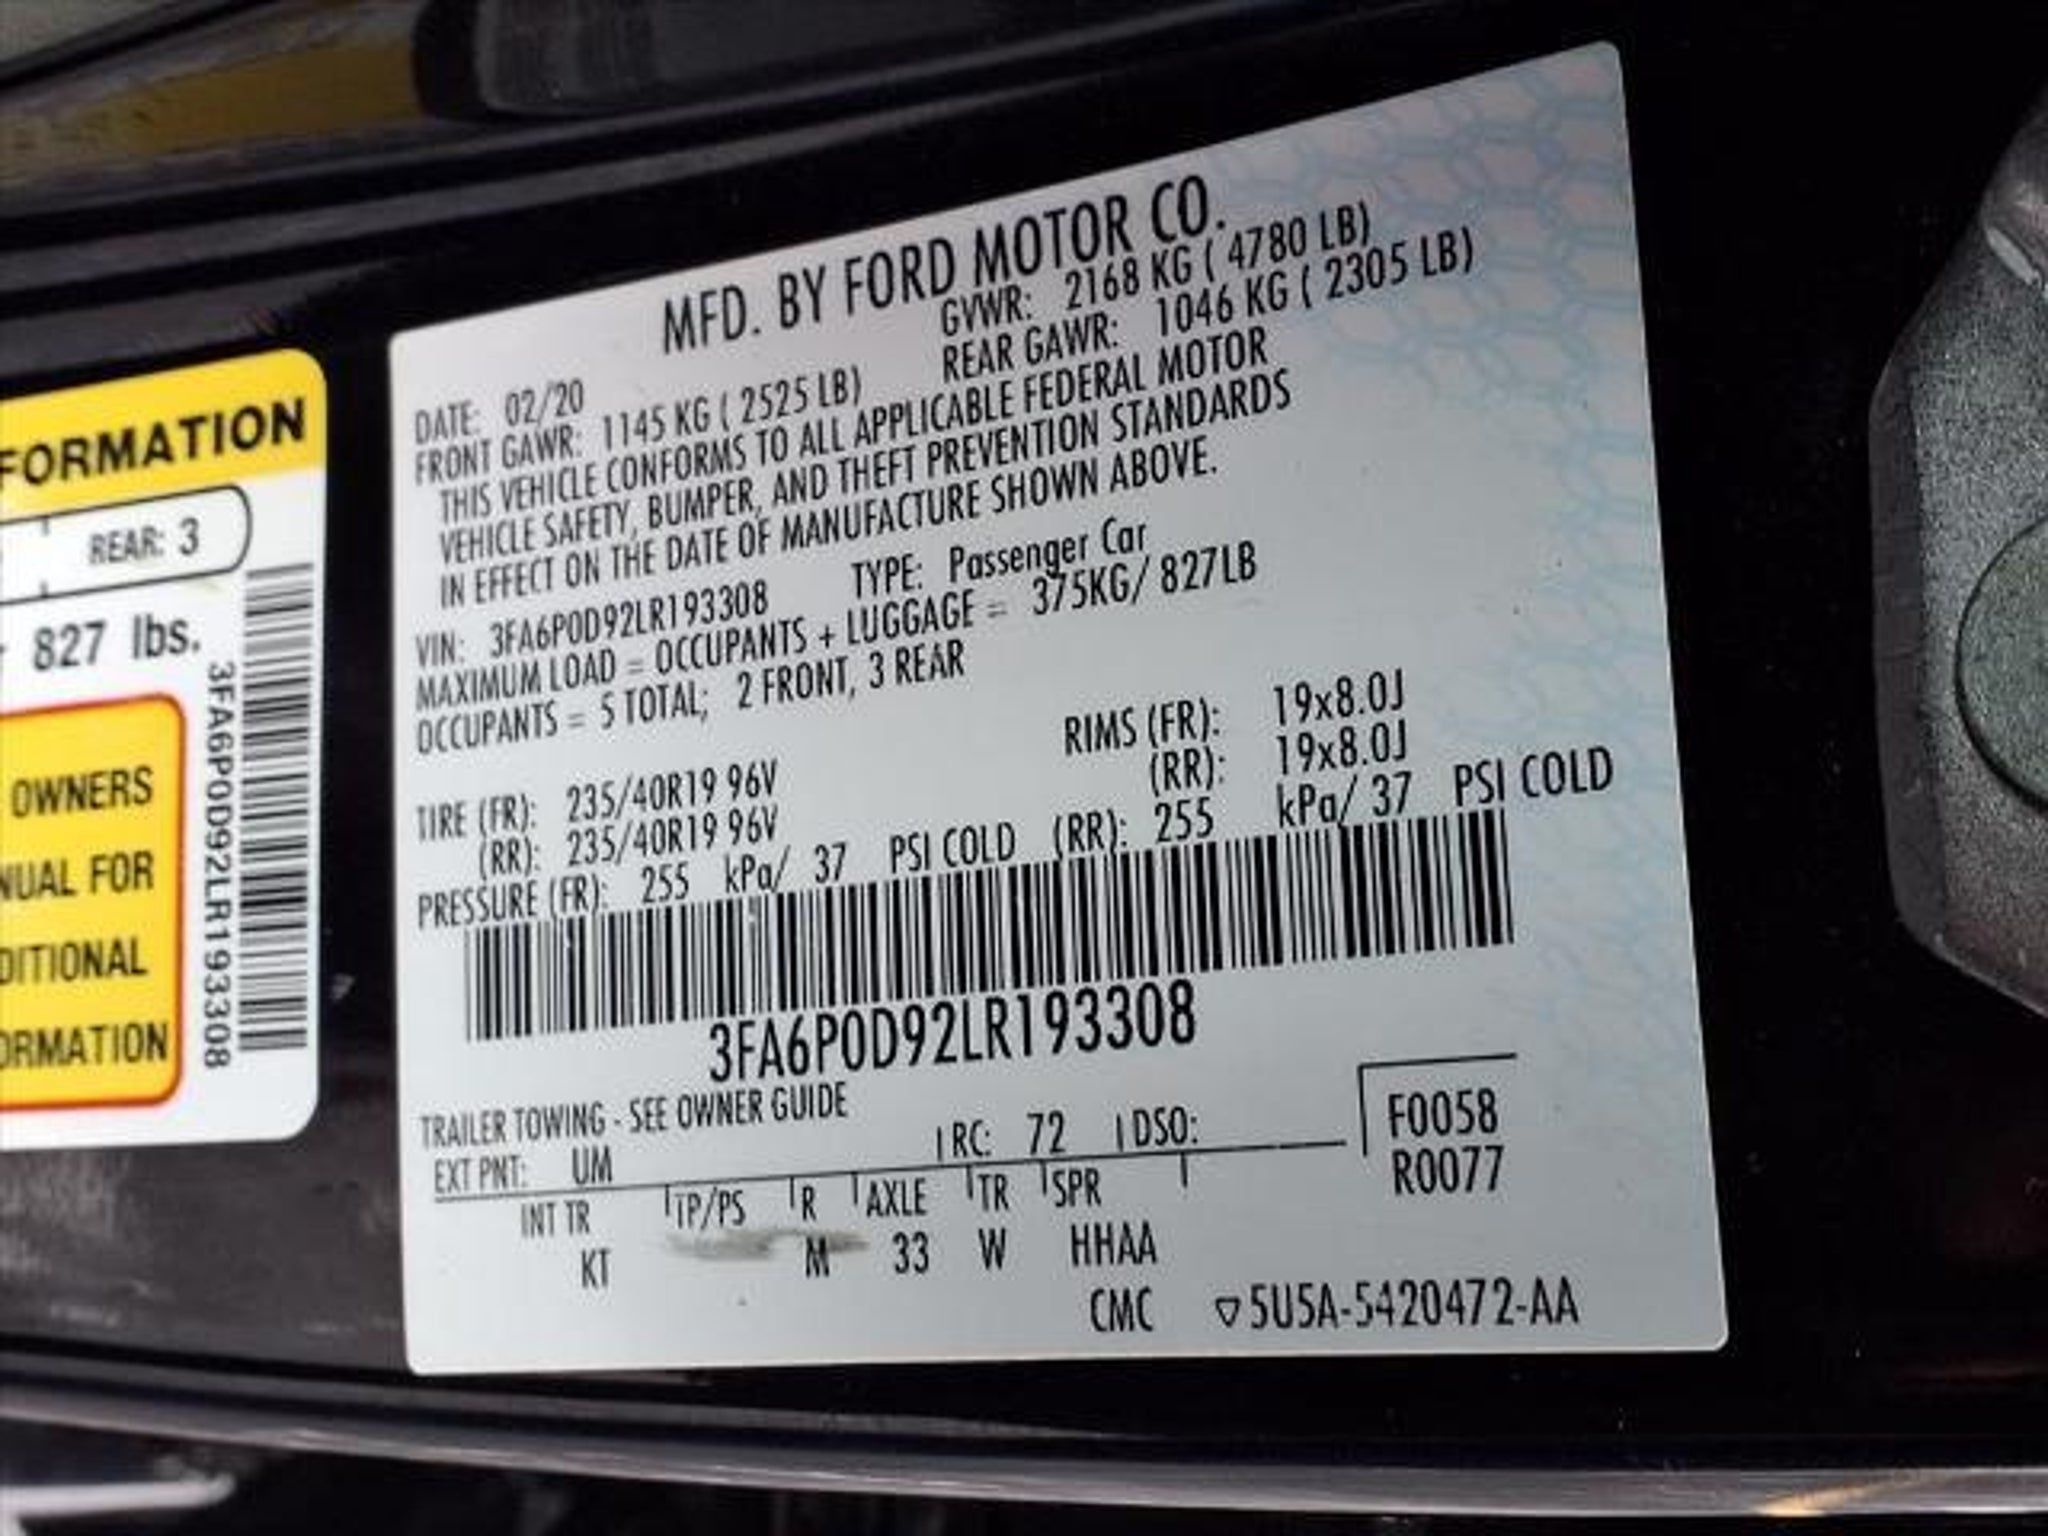 FORMATION
REAR: 3
827 lbs.
OWNERS
NUAL FOR
DITIONAL
ORMATION
3FA6P0D92LR193308
MFD. BY FORD MOTOR CO.
DATE: 02/20 GVWR: 2168 KG ( 4780 LB)
FRONT GAWR: 1145 KG ( 2525 LB) REAR GAWR: 1046 KG ( 2305 LB)
THIS VEHICLE CONFORMS TO ALL APPLICABLE FEDERAL MOTOR
VEHICLE SAFETY, BUMPER, AND THEFT PREVENTION STANDARDS
IN EFFECT ON THE DATE OF MANUFACTURE SHOWN ABOVE.
VIN: 3FA6P0D92LR193308 TYPE: Passenger Car
MAXIMUM LOAD = OCCUPANTS + LUGGAGE = 375KG/ 827LB
OCCUPANTS = 5 TOTAL; 2 FRONT, 3 REAR
TIRE (FR): 235/40R19 96V RIMS (FR): 19x8.0J
(RR): 235/40R19 96V (RR): 19x8.0J
PRESSURE (FR): 255 kPa/ 37 PSI COLD (RR): 255 kPa/ 37 PSI COLD
3FA6P0D92LR193308
TRAILER TOWING - SEE OWNER GUIDE
EXT PNT: UM RC: 72 DSO: F0058
R0077
INT TR TP/PS R AXLE TR SPR
KT M 33 W HHAA
CMC ▽5U5A-5420472-AA